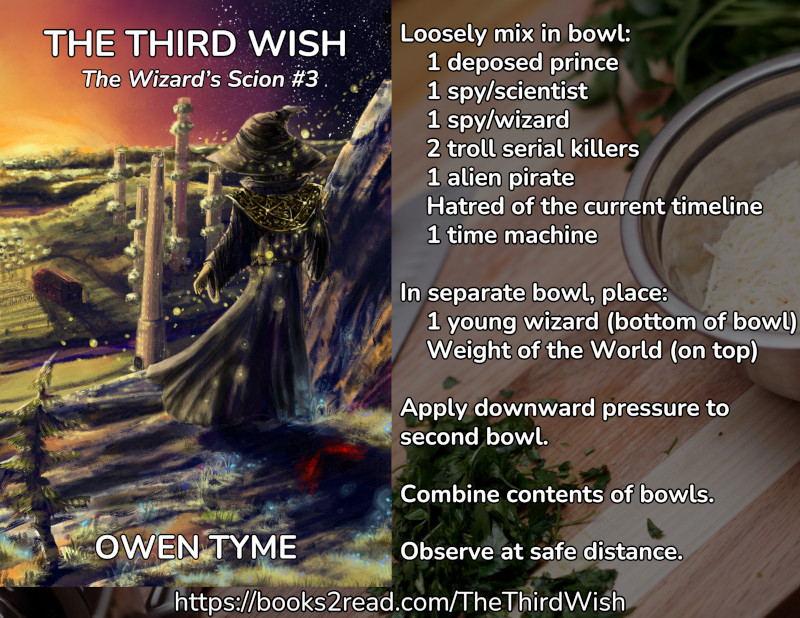 THE THIRD WISH
The Wizard's Scion #3
OWEN TYME
Loosely mix in bowl:
1 deposed prince
1 spy/scientist
1 spy/wizard
2 troll serial killers
1 alien pirate
Hatred of the current timeline
1 time machine
In separate bowl, place:
1 young wizard (bottom of bowl)
Weight of the World (on top)
Apply downward pressure to
second bowl.
Combine contents of bowls.
Observe at safe distance.
https://books2read.com/TheThirdWish